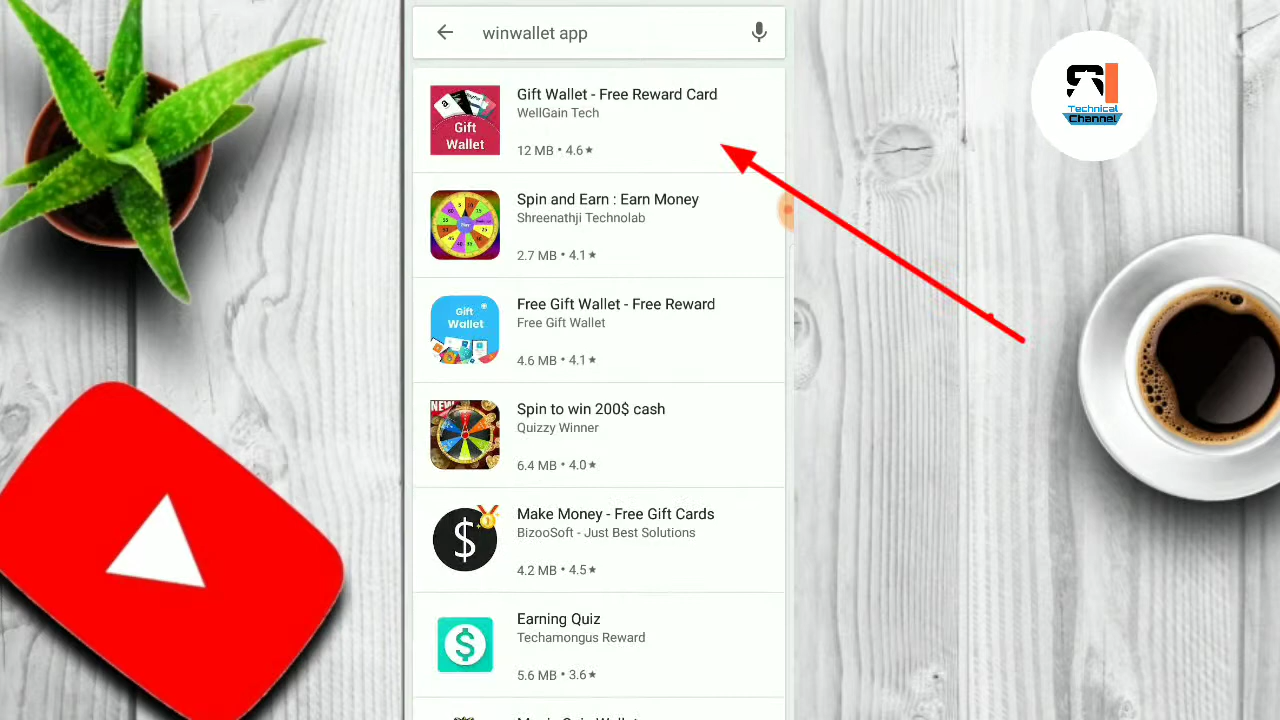 winwallet app
Gift Wallet - Free Reward Card
WellGain Tech
12 MB • 4.6★
Gift
Wallet
Spin and Earn : Earn Money
Shreenathji Technolab
2.7 MB • 4.1★
Free Gift Wallet - Free Reward
Free Gift Wallet
4.6 MB • 4.1★
Gift
Wallet
Spin to win 200$ cash
Quizzy Winner
6.4 MB • 4.0★
NEW
Make Money - Free Gift Cards
BizooSoft - Just Best Solutions
4.2 MB • 4.5★
$
Earning Quiz
Techamongus Reward
5.6 MB • 3.6★
$
Technical
Channel